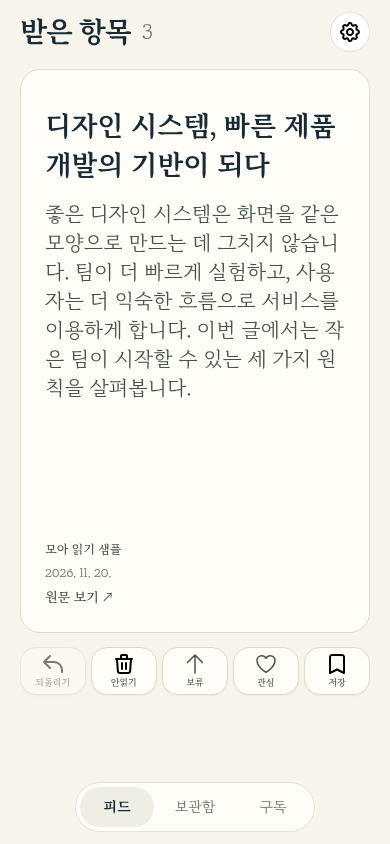 받은 항목 3
디자인 시스템, 빠른 제품
개발의 기반이 되다
좋은 디자인 시스템은 화면을 같은
모양으로 만드는 데 그치지 않습니
다. 팀이 더 빠르게 실험하고, 사용
자는 더 익숙한 흐름으로 서비스를
이용하게 합니다. 이번 글에서는 작
은 팀이 시작할 수 있는 세 가지 원
칙을 살펴봅니다.
모아 읽기 샘플
2026. 11. 20.
원문 보기 ↗
되돌리기 안읽기 보류 관심 저장
피드 보관함 구독